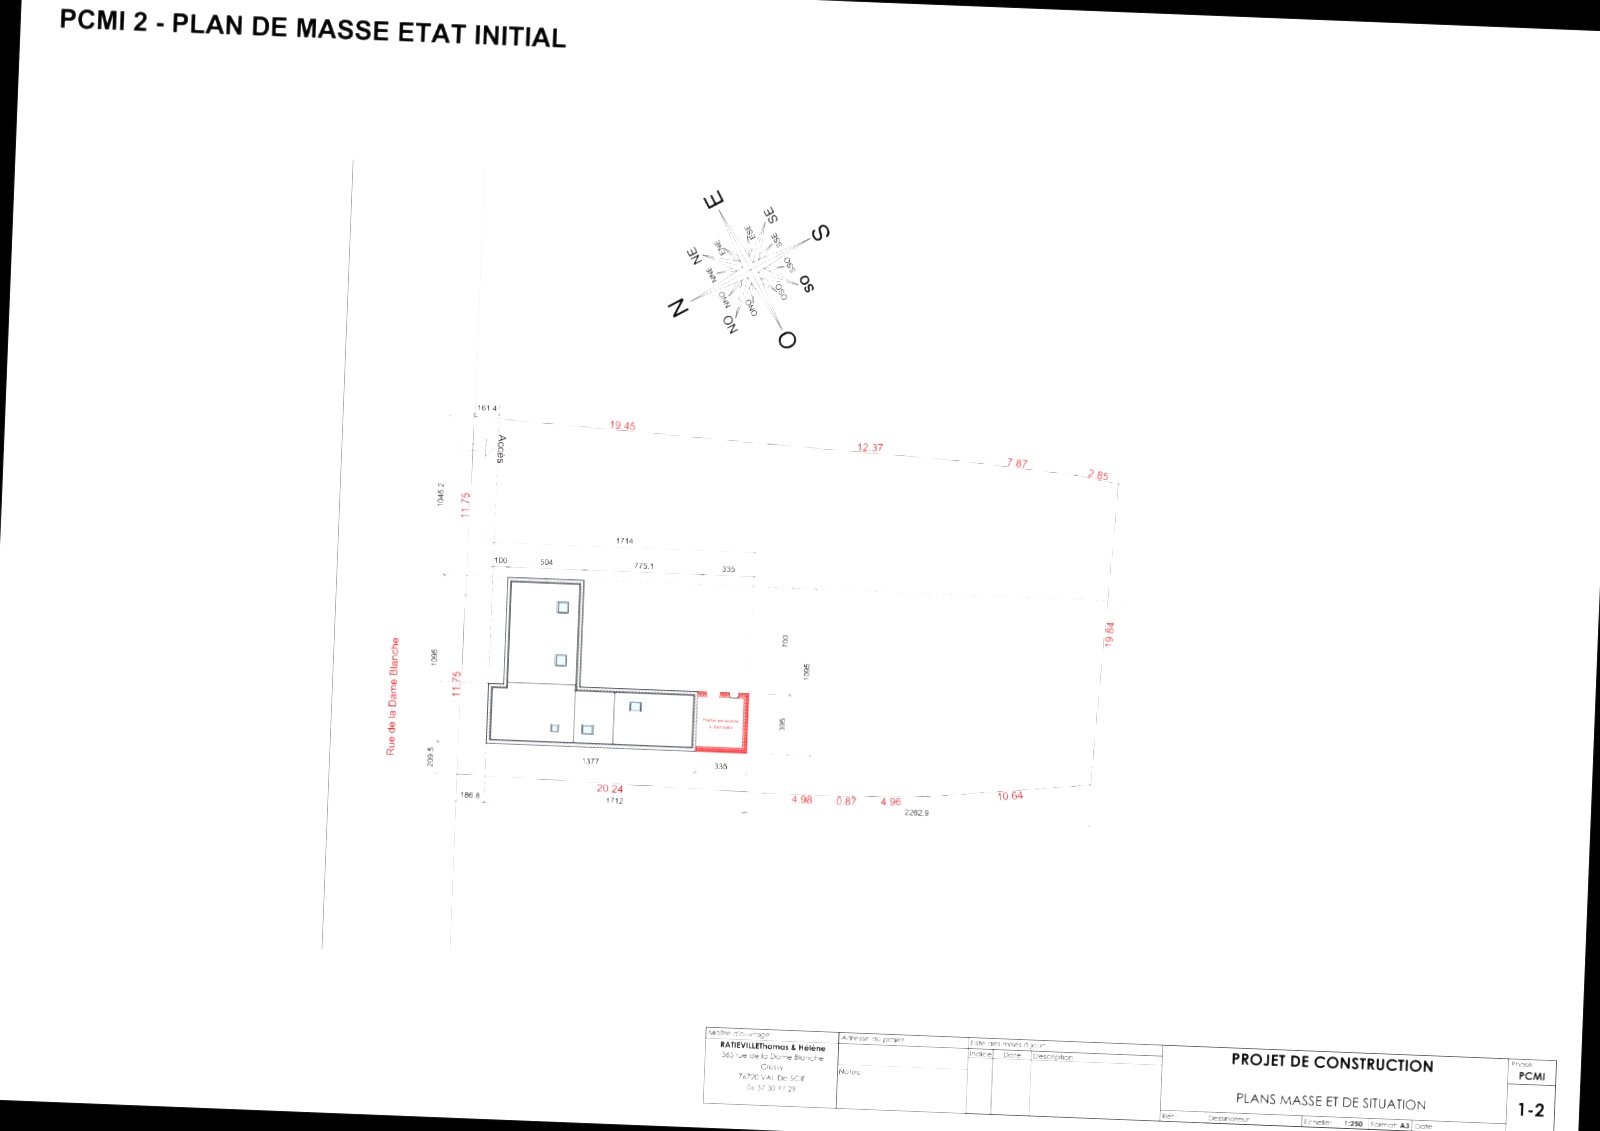 PCMI 2 - PLAN DE MASSE ETAT INITIAL
E
SE
S
ESE
SSE
ENE
NE
SSO
NNE
SO
OSO
N
NNO
ONO
NO
O
161.4
Accès
19.45
12.37
7.87
2.85
1045.2
11.75
1714
100
504
775.1
335
19.84
700
1095
1095
11.75
Rue de la Dame Blanche
395
209.5
1377
335
186.8
20.24
1712
4.98
0.87
4.96
10.64
2262.9
Maître d'ouvrage:
RATIEVILLEThomas & Hélène
365 rue de la Dame Blanche
Crossy
76720 VAL De SCIE
06 37 30 97 29
Adresse du projet:
Notes:
Liste des mises à jour:
Indice
Date
Description
PROJET DE CONSTRUCTION
PLANS MASSE ET DE SITUATION
Réf:
Dessinateur:
Echelle: 1:250
Format: A3
Date:
Phase
PCMI
1-2